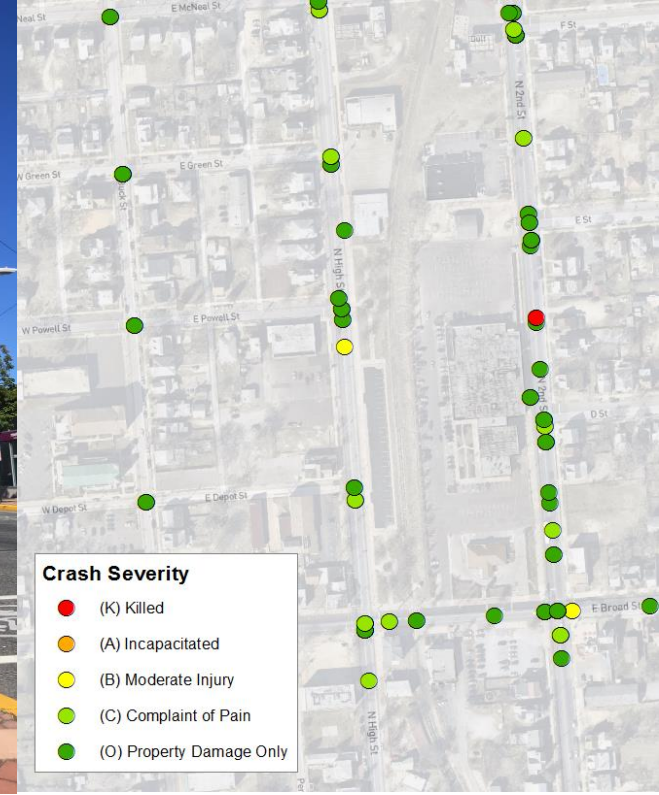 E McNeal St
Neal St
F St
N 2nd St
E Green St
W Green St
uck St
E St
N High S
E Powell St
W Powell St
N 2nd S
D St
E Depot St
W Depot St
Crash Severity
(K) Killed
(A) Incapacitated
(B) Moderate Injury
(C) Complaint of Pain
(O) Property Damage Only
E Broad St
N High St